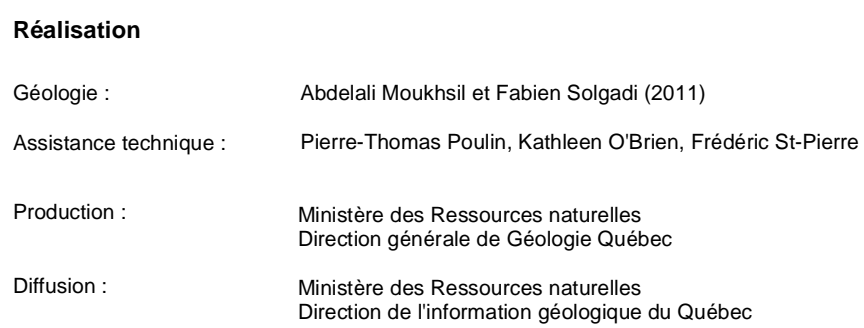 Réalisation
Géologie : Abdelali Moukhsil et Fabien Solgadi (2011)
Assistance technique : Pierre-Thomas Poulin, Kathleen O'Brien, Frédéric St-Pierre
Production : Ministère des Ressources naturelles
Direction générale de Géologie Québec
Diffusion : Ministère des Ressources naturelles
Direction de l'information géologique du Québec